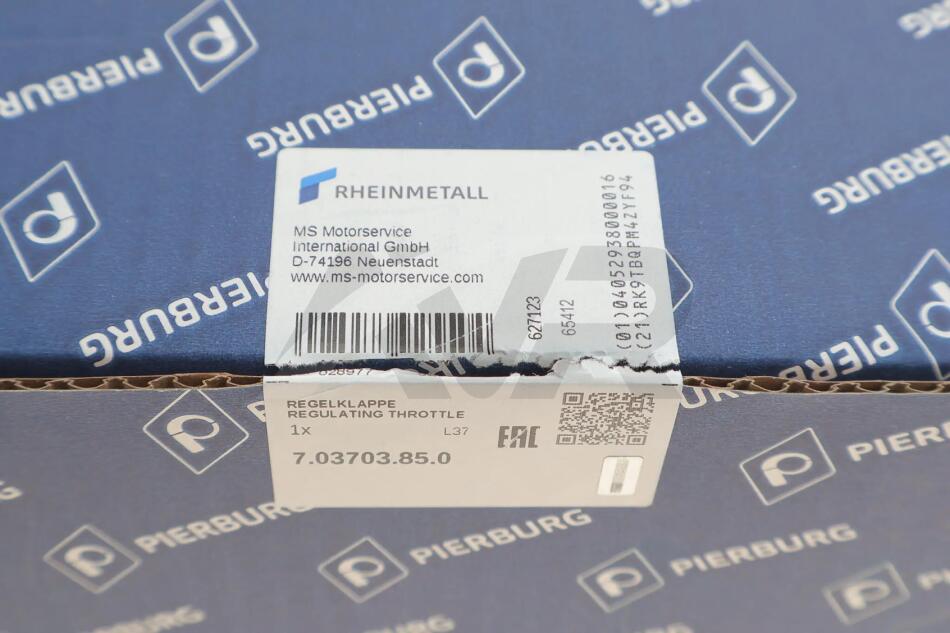 PIERBURG
PIERBURG
PIERBURG
PIERBURG
PIERBURG
RHEINMETALL
MS Motorservice
International GmbH
D-74196 Neuenstadt
www.ms-motorservice.com
627123
65412
(01)04052938000016
(21)RK9TBQPM4ZYF94
REGELKLAPPE
REGULATING THROTTLE
1x
L37
EAC
7.03703.85.0
PIERBURG
PIERBURG
PIERBURG
PIERBURG
PIERBURG